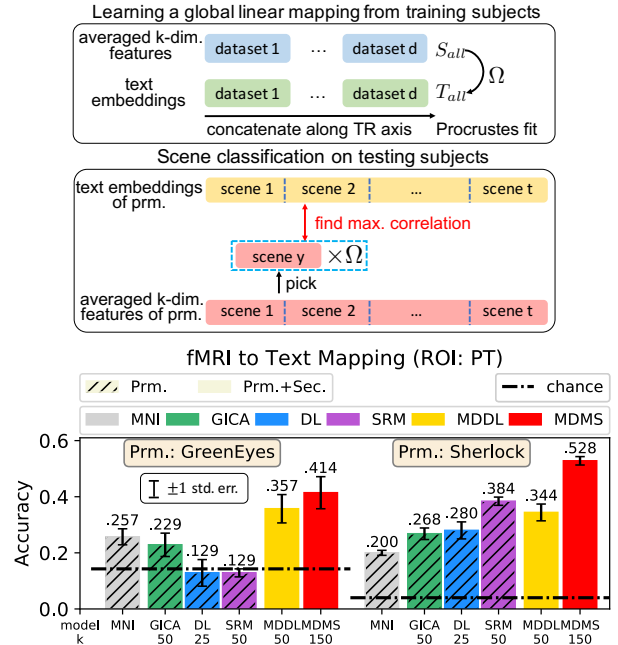 Learning a global linear mapping from training subjects
averaged k-dim. features
dataset 1 ... dataset d S_all
Ω
text embeddings
dataset 1 ... dataset d T_all
concatenate along TR axis Procrustes fit
Scene classification on testing subjects
text embeddings of prm.
scene 1 scene 2 ... scene t
find max. correlation
scene y ×Ω
pick
averaged k-dim. features of prm.
scene 1 scene 2 ... scene t
fMRI to Text Mapping (ROI: PT)
Prm. Prm.+Sec. chance
MNI GICA DL SRM MDDL MDMS
Prm.: GreenEyes Prm.: Sherlock
±1 std. err.
Accuracy
0.6
0.4
0.2
0.0
.257 .229 .129 .129 .357 .414
.200 .268 .280 .384 .344 .528
model MNI GICA DL SRM MDDL MDMS MNI GICA DL SRM MDDL MDMS
k 50 25 50 50 150 50 25 50 50 150